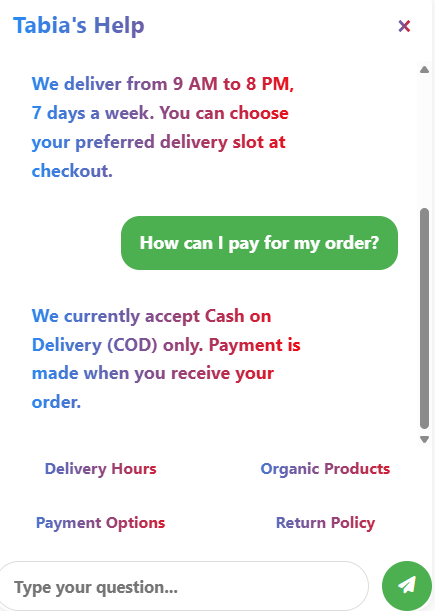 Tabia's Help
×
We deliver from 9 AM to 8 PM,
7 days a week. You can choose
your preferred delivery slot at
checkout.
How can I pay for my order?
We currently accept Cash on
Delivery (COD) only. Payment is
made when you receive your
order.
Delivery Hours
Organic Products
Payment Options
Return Policy
Type your question...